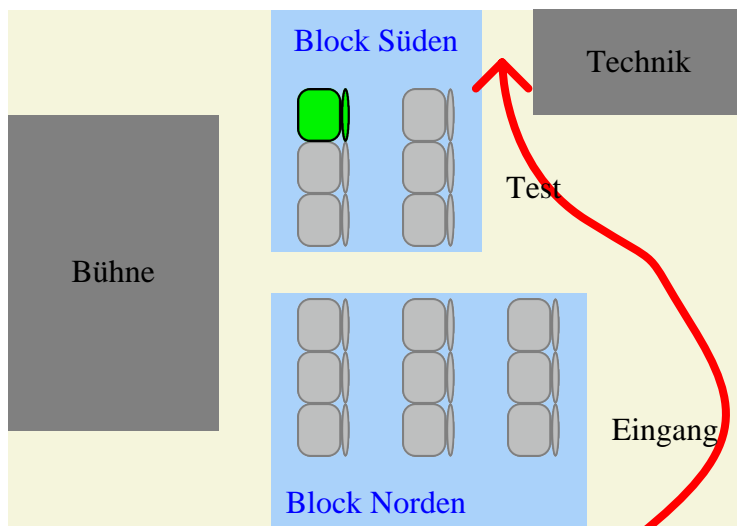 Block Süden
Technik
Test
Bühne
Eingang
Block Norden